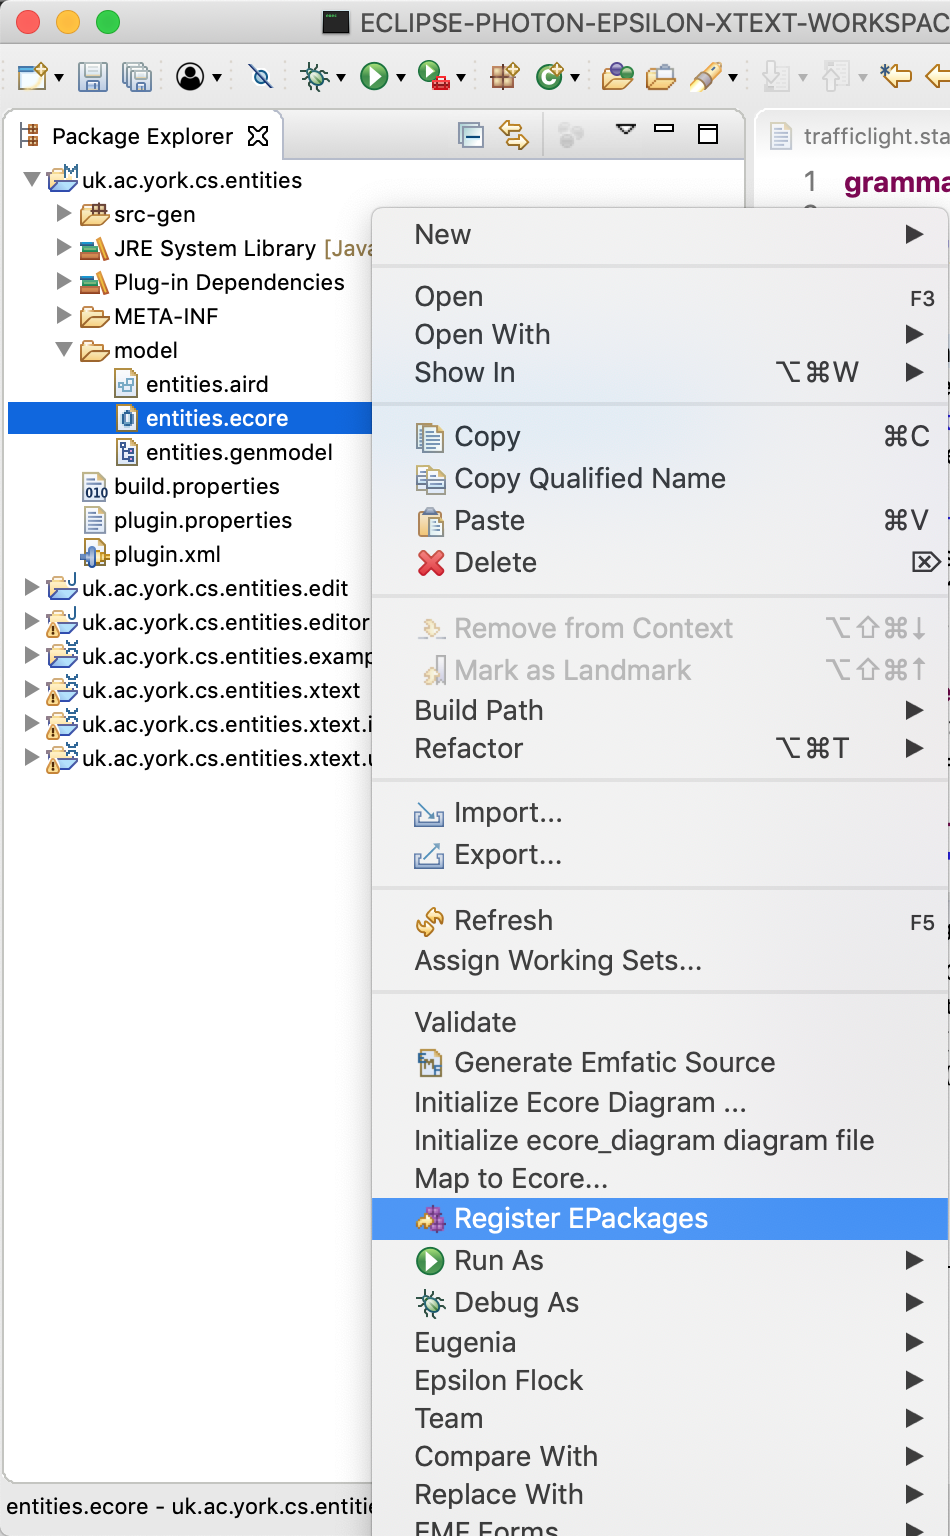 ECLIPSE-PHOTON-EPSILON-XTEXT-WORKSPAC
Package Explorer
trafficlight.sta
uk.ac.york.cs.entities
1 gramma
src-gen
JRE System Library [Java
Plug-in Dependencies
META-INF
model
entities.aird
entities.ecore
entities.genmodel
build.properties
010
plugin.properties
plugin.xml
uk.ac.york.cs.entities.edit
uk.ac.york.cs.entities.editor
uk.ac.york.cs.entities.examp
uk.ac.york.cs.entities.xtext
uk.ac.york.cs.entities.xtext.i
uk.ac.york.cs.entities.xtext.u
New
Open F3
Open With
Show In ⌥⌘W
Copy ⌘C
Copy Qualified Name
Paste ⌘V
Delete ⌦
Remove from Context ⌥⇧⌘↓
Mark as Landmark ⌥⇧⌘↑
Build Path
Refactor ⌥⌘T
Import...
Export...
Refresh F5
Assign Working Sets...
Validate
Generate Emfatic Source
Initialize Ecore Diagram ...
Initialize ecore_diagram diagram file
Map to Ecore...
Register EPackages
Run As
Debug As
Eugenia
Epsilon Flock
Team
Compare With
Replace With
EMF Forms
entities.ecore - uk.ac.york.cs.entitie